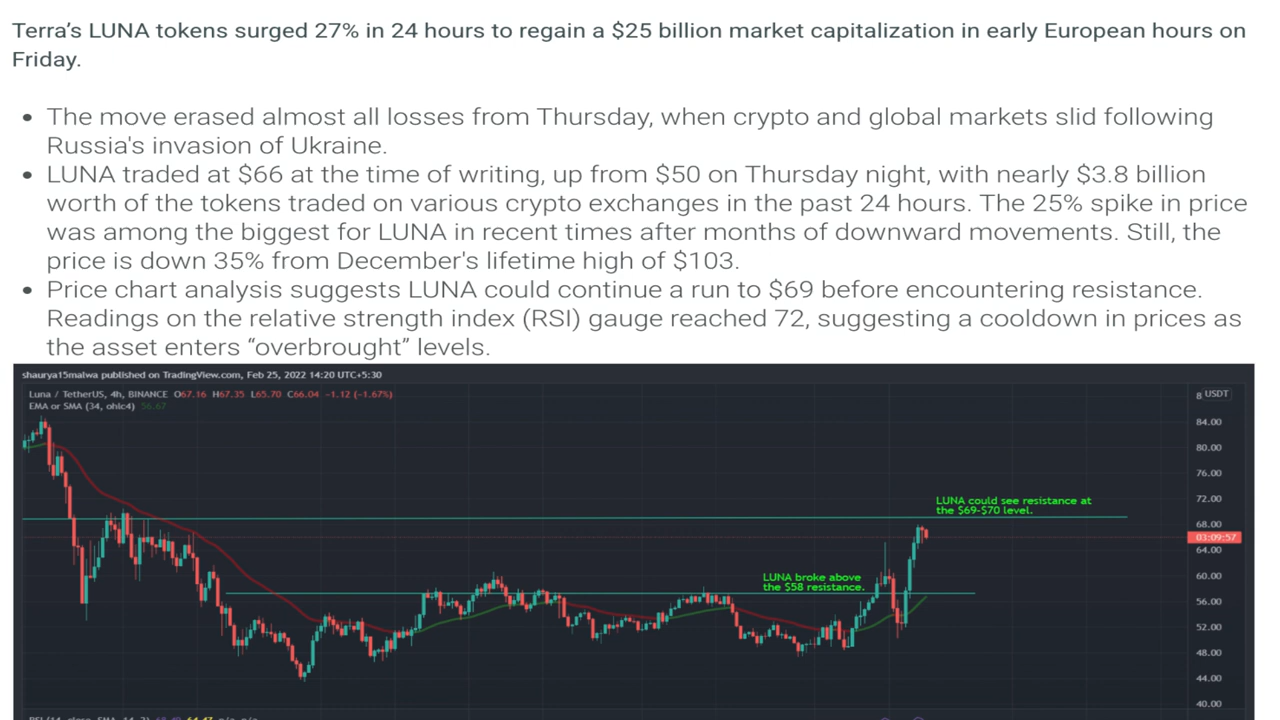 Terra’s LUNA tokens surged 27% in 24 hours to regain a $25 billion market capitalization in early European hours on
Friday.
• The move erased almost all losses from Thursday, when crypto and global markets slid following
Russia's invasion of Ukraine.
• LUNA traded at $66 at the time of writing, up from $50 on Thursday night, with nearly $3.8 billion
worth of the tokens traded on various crypto exchanges in the past 24 hours. The 25% spike in price
was among the biggest for LUNA in recent times after months of downward movements. Still, the
price is down 35% from December's lifetime high of $103.
• Price chart analysis suggests LUNA could continue a run to $69 before encountering resistance.
Readings on the relative strength index (RSI) gauge reached 72, suggesting a cooldown in prices as
the asset enters “overbrought” levels.
shaurya15malwa published on TradingView.com, Feb 25, 2022 14:20 UTC+5:30
Luna / TetherUS, 4h, BINANCE O67.16 H67.35 L65.70 C66.04 −1.12 (−1.67%)
EMA or SMA (34, ohlc4) 56.67
8 USDT
84.00
80.00
76.00
72.00
LUNA could see resistance at
the $69-$70 level.
68.00
03:09:57
64.00
60.00
LUNA broke above
the $58 resistance.
56.00
52.00
48.00
44.00
40.00